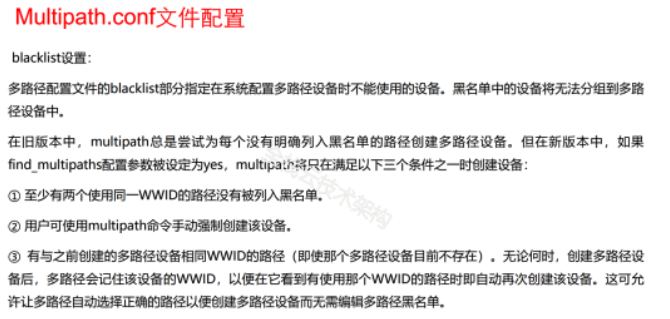 Multipath.conf文件配置
blacklist设置：
多路径配置文件的blacklist部分指定在系统配置多路径设备时不能使用的设备。黑名单中的设备将无法分组到多路
径设备中。
在旧版本中，multipath总是尝试为每个没有明确列入黑名单的路径创建多路径设备。但在新版本中，如果
find_multipaths配置参数被设定为yes，multipath将只在满足以下三个条件之一时创建设备：
① 至少有两个使用同一WWID的路径没有被列入黑名单。
② 用户可使用multipath命令手动强制创建该设备。
③ 有与之前创建的多路径设备相同WWID的路径（即使那个多路径设备目前不存在）。无论何时，创建多路径设
备后，多路径会记住该设备的WWID，以便在它看到有使用那个WWID的路径时即自动再次创建该设备。这可允
许让多路径自动选择正确的路径以便创建多路径设备而无需编辑多路径黑名单。